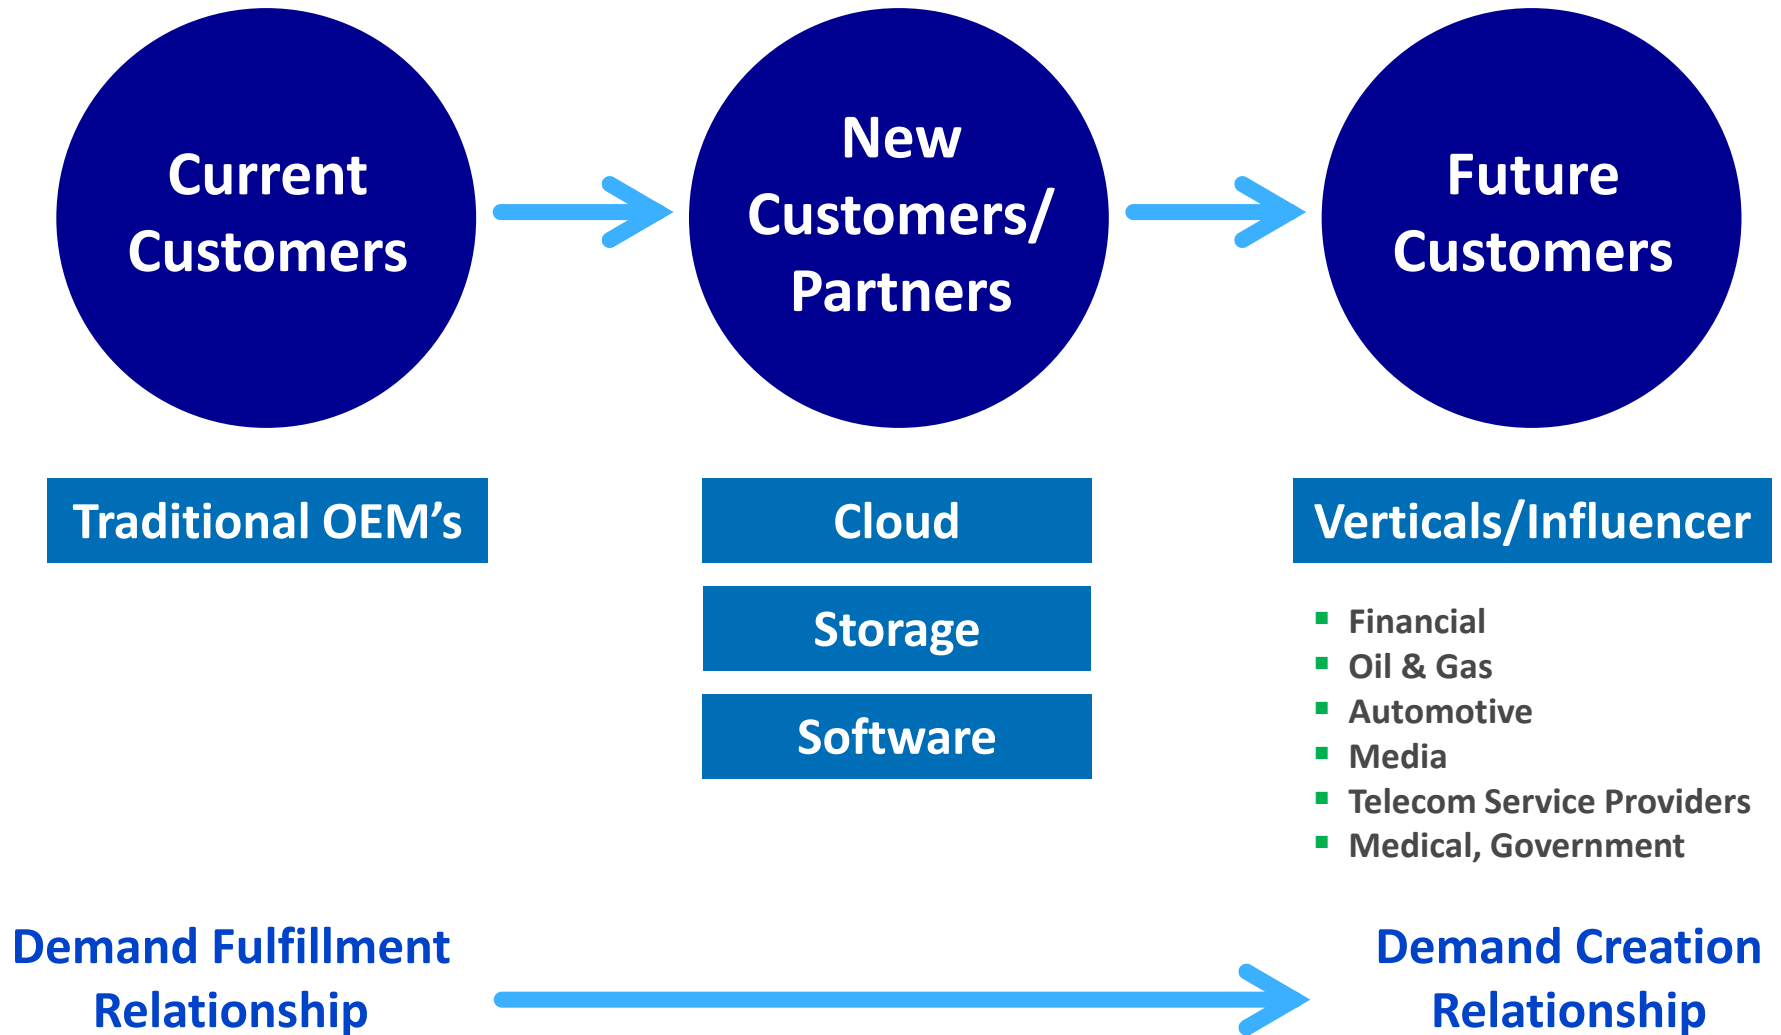 Current
Customers
New
Customers/
Partners
Future
Customers
Traditional OEM’s
Cloud
Storage
Software
Verticals/Influencer
Financial
Oil & Gas
Automotive
Media
Telecom Service Providers
Medical, Government
Demand Fulfillment
Relationship
Demand Creation
Relationship